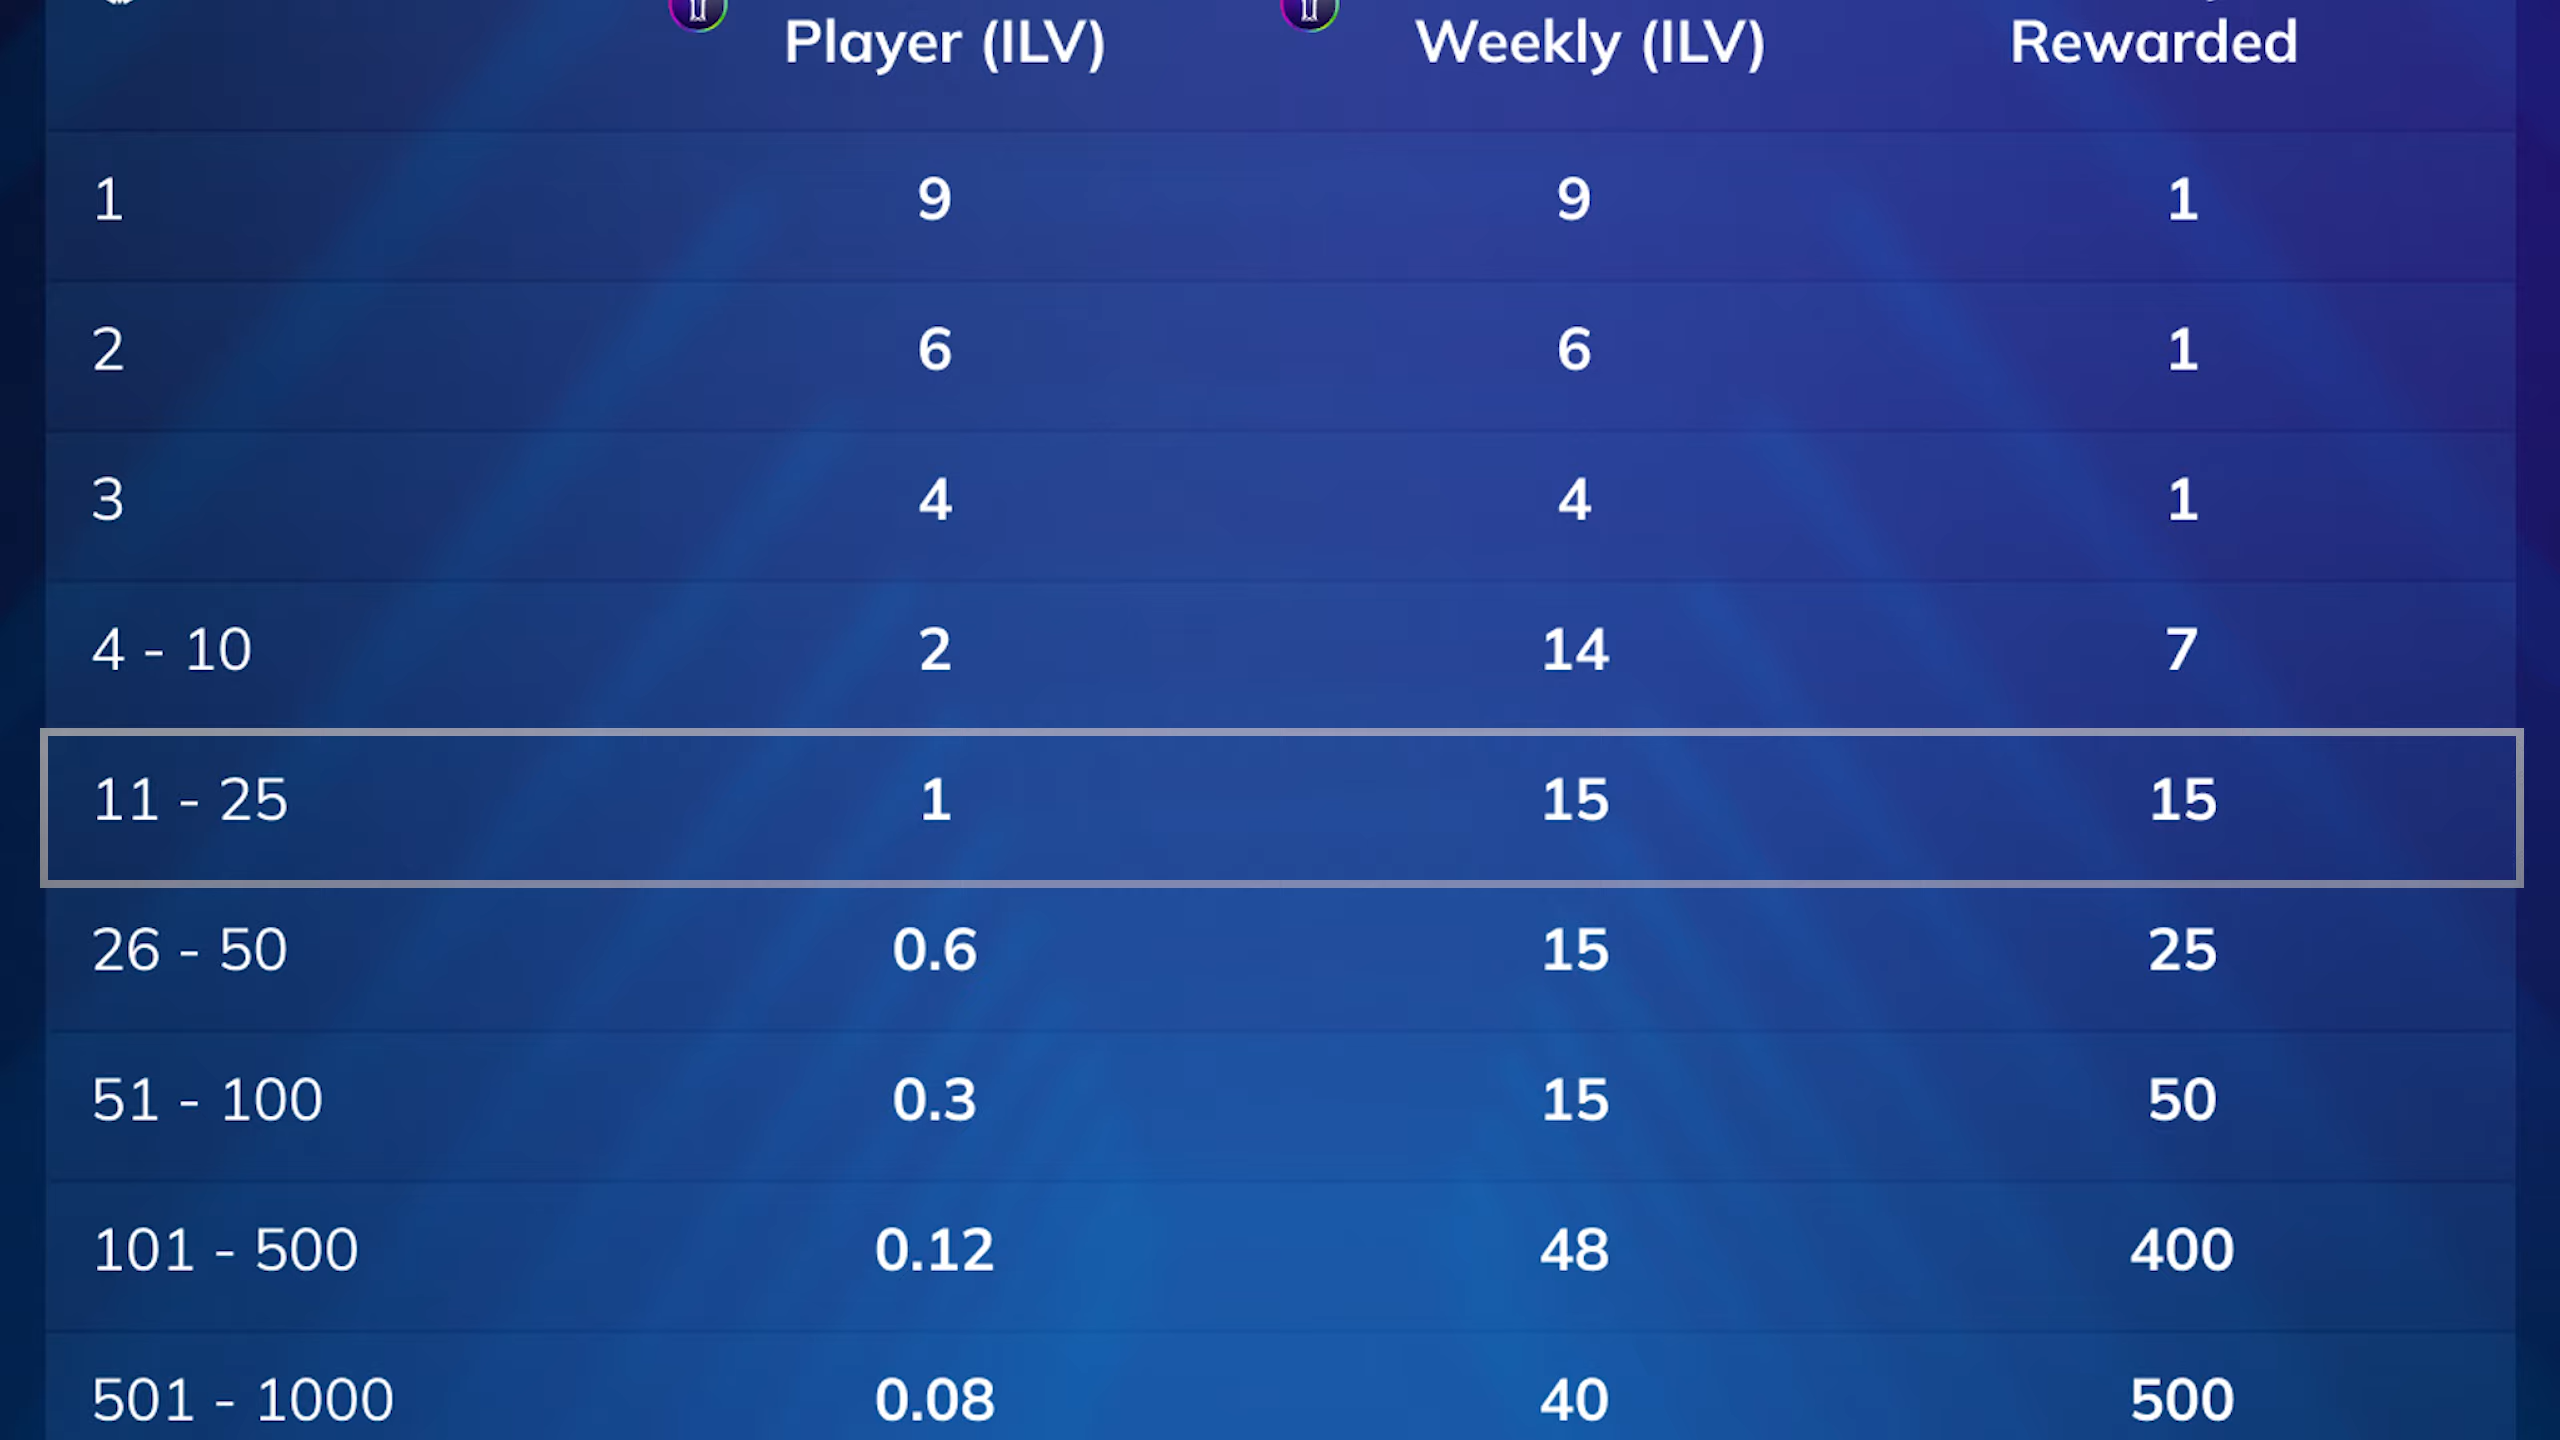 Player (ILV) Weekly (ILV) Rewarded
1 9 9 1
2 6 6 1
3 4 4 1
4 - 10 2 14 7
11 - 25 1 15 15
26 - 50 0.6 15 25
51 - 100 0.3 15 50
101 - 500 0.12 48 400
501 - 1000 0.08 40 500